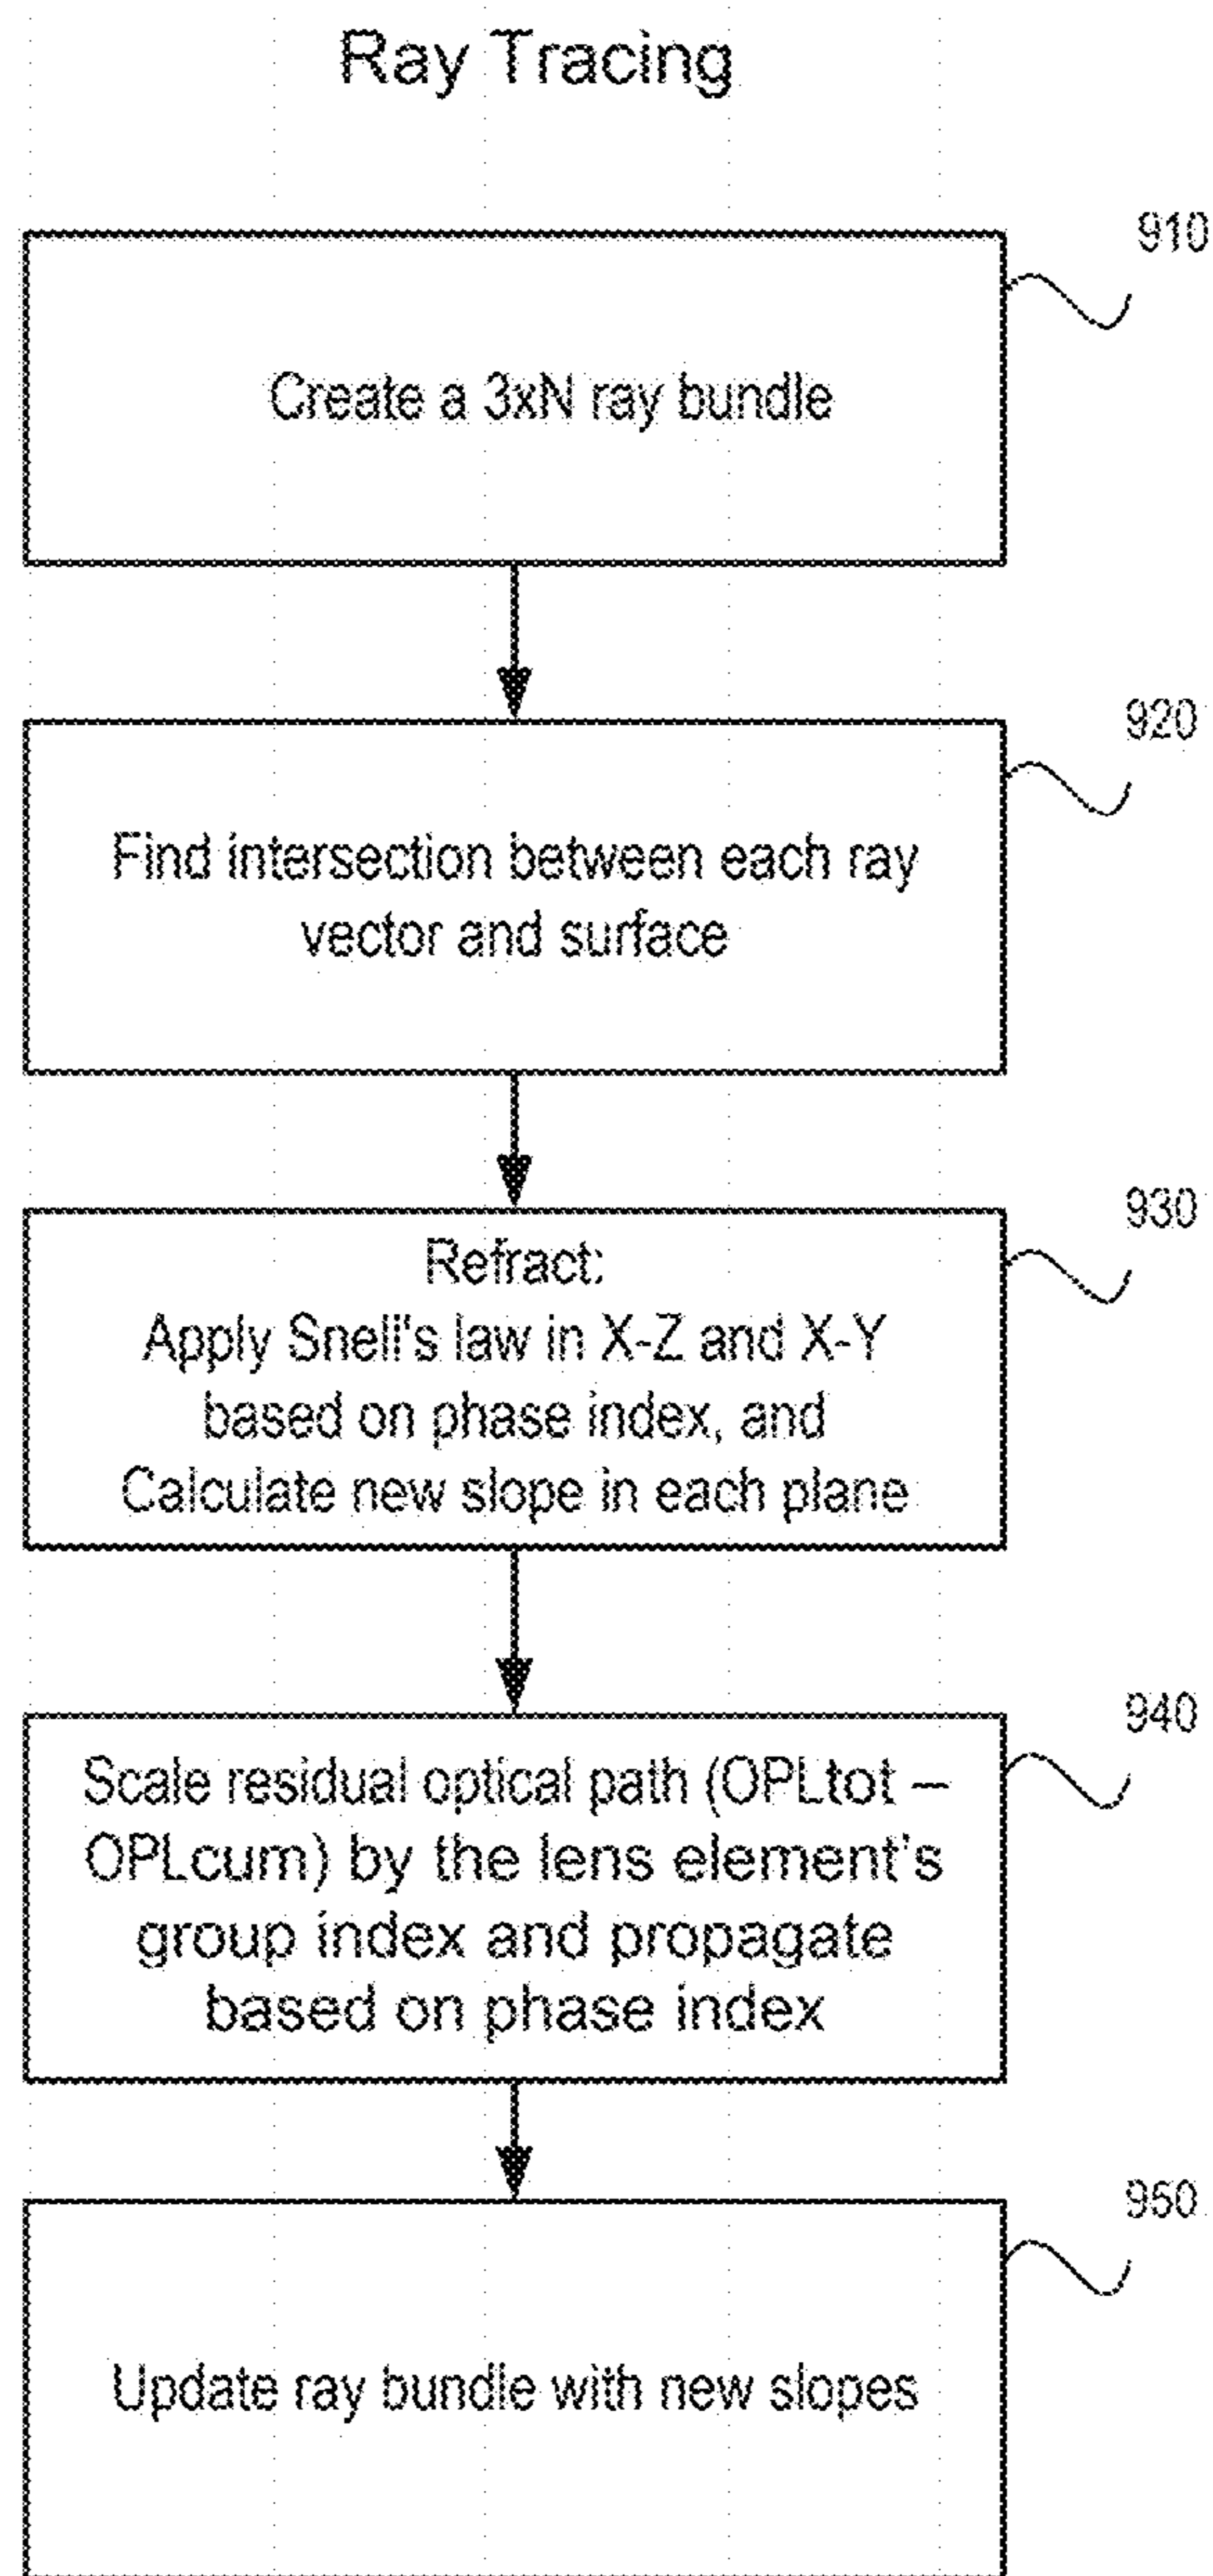 Ray Tracing
910
Create a 3xN ray bundle
920
Find intersection between each ray
vector and surface
930
Refract:
Apply Snell's law in X-Z and X-Y
based on phase index, and
Calculate new slope in each plane
940
Scale residual optical path (OPLtot –
OPLcum) by the lens element's
group index and propagate
based on phase index
950
Update ray bundle with new slopes